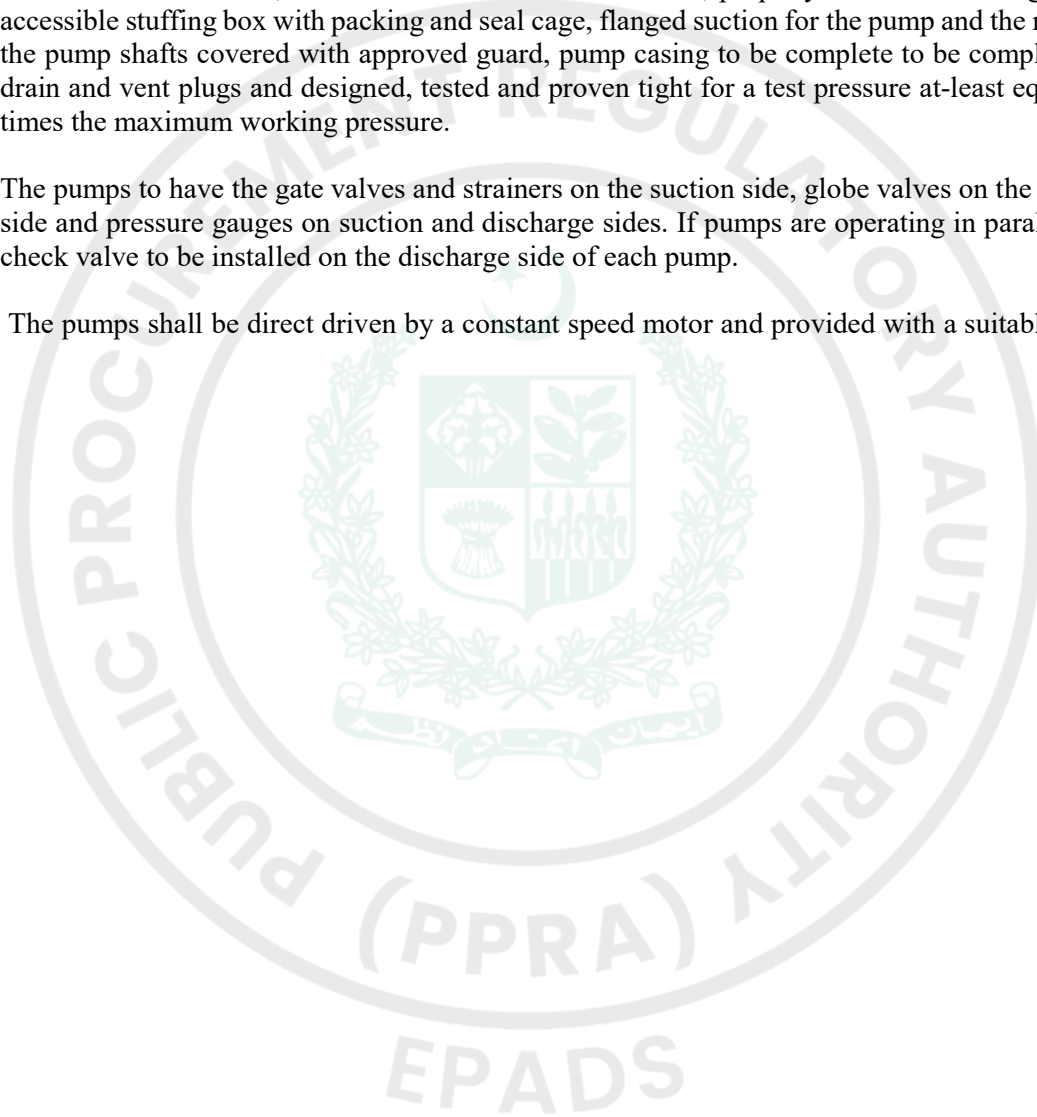 accessible stuffing box with packing and seal cage, flanged suction for the pump and the
the pump shafts covered with approved guard, pump casing to be complete to be compl
drain and vent plugs and designed, tested and proven tight for a test pressure at-least eq
times the maximum working pressure.
The pumps to have the gate valves and strainers on the suction side, globe valves on the
side and pressure gauges on suction and discharge sides. If pumps are operating in paral
check valve to be installed on the discharge side of each pump.
The pumps shall be direct driven by a constant speed motor and provided with a suitabl
PUBLIC PROCUREMENT REGULATORY AUTHORITY
(PPRA)
EPADS